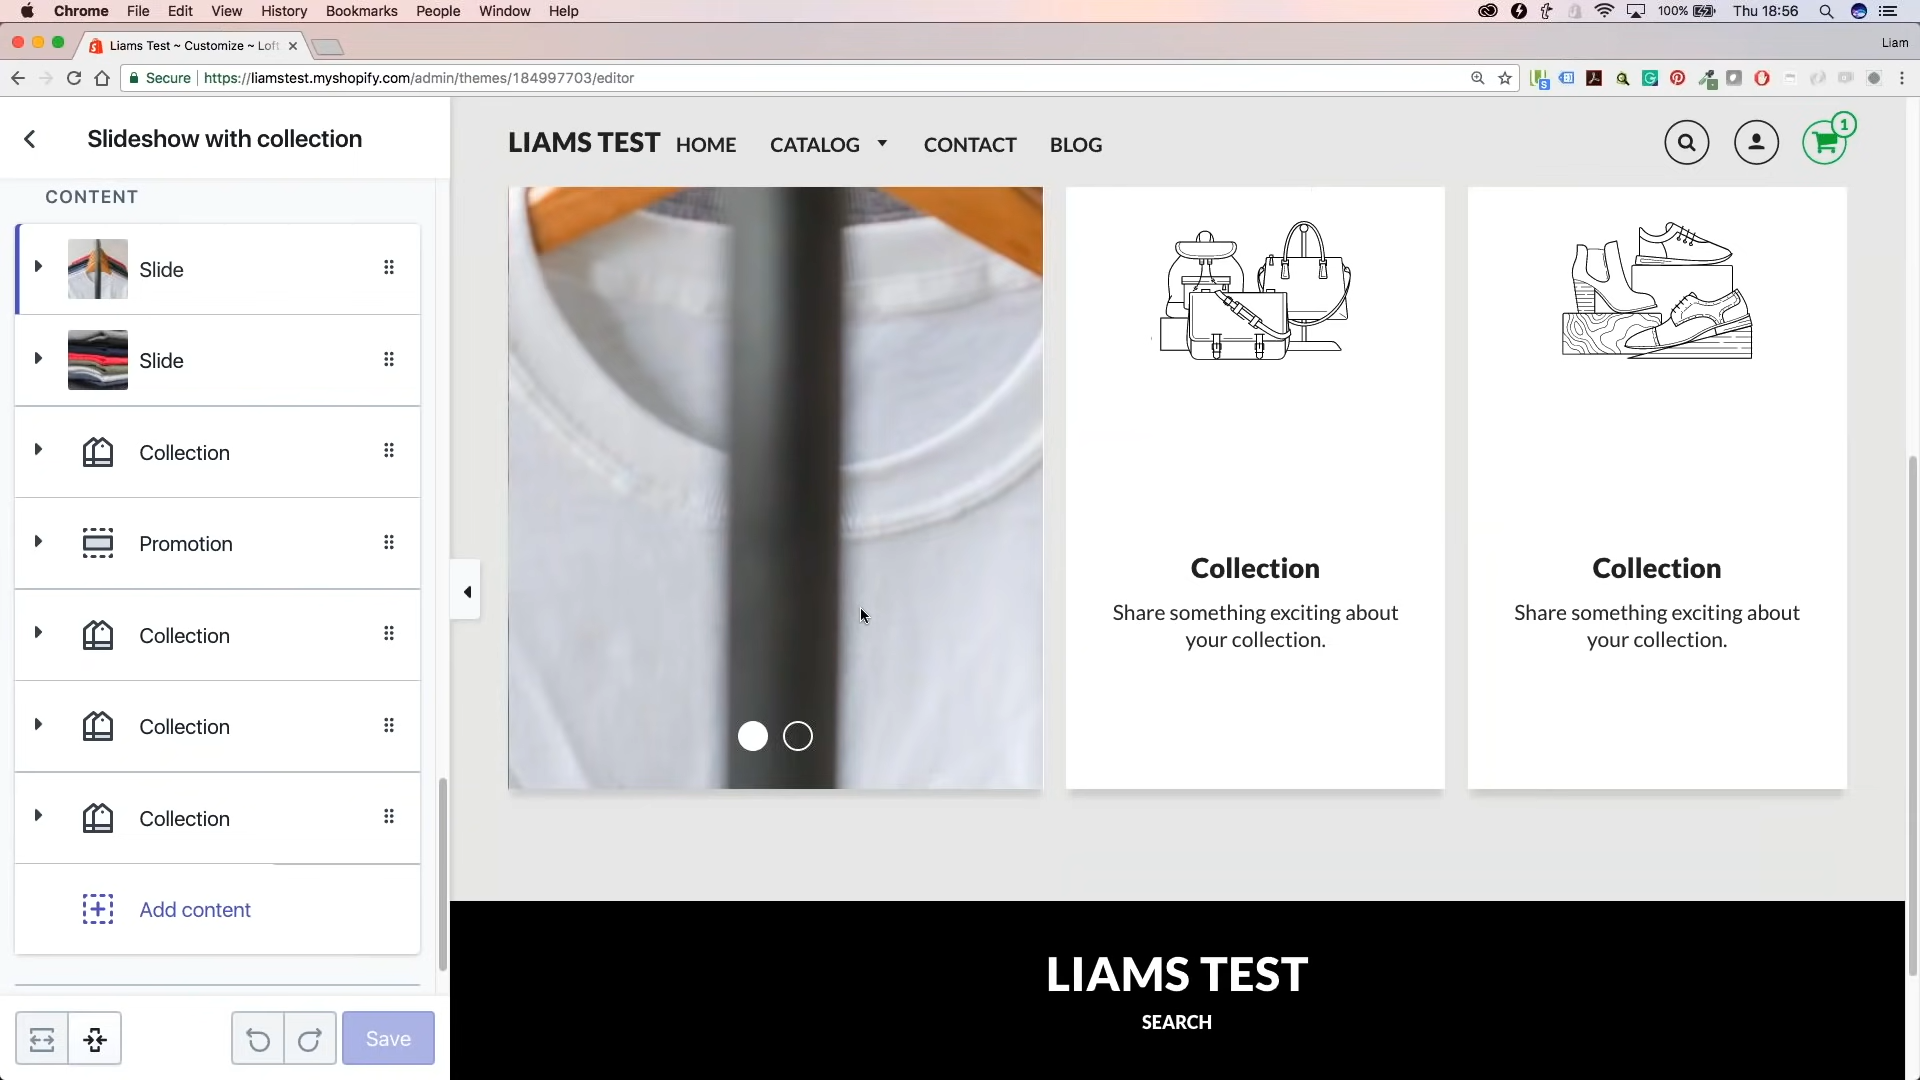 Chrome File Edit View History Bookmarks People Window Help
100% Thu 18:56
Liams Test ~ Customize ~ Loft
Liam
Secure https://liamstest.myshopify.com/admin/themes/184997703/editor
Slideshow with collection
CONTENT
Slide
Slide
Collection
Promotion
Collection
Collection
Collection
Add content
Save
LIAMS TEST HOME CATALOG CONTACT BLOG
1
Collection
Share something exciting about
your collection.
Collection
Share something exciting about
your collection.
LIAMS TEST
SEARCH